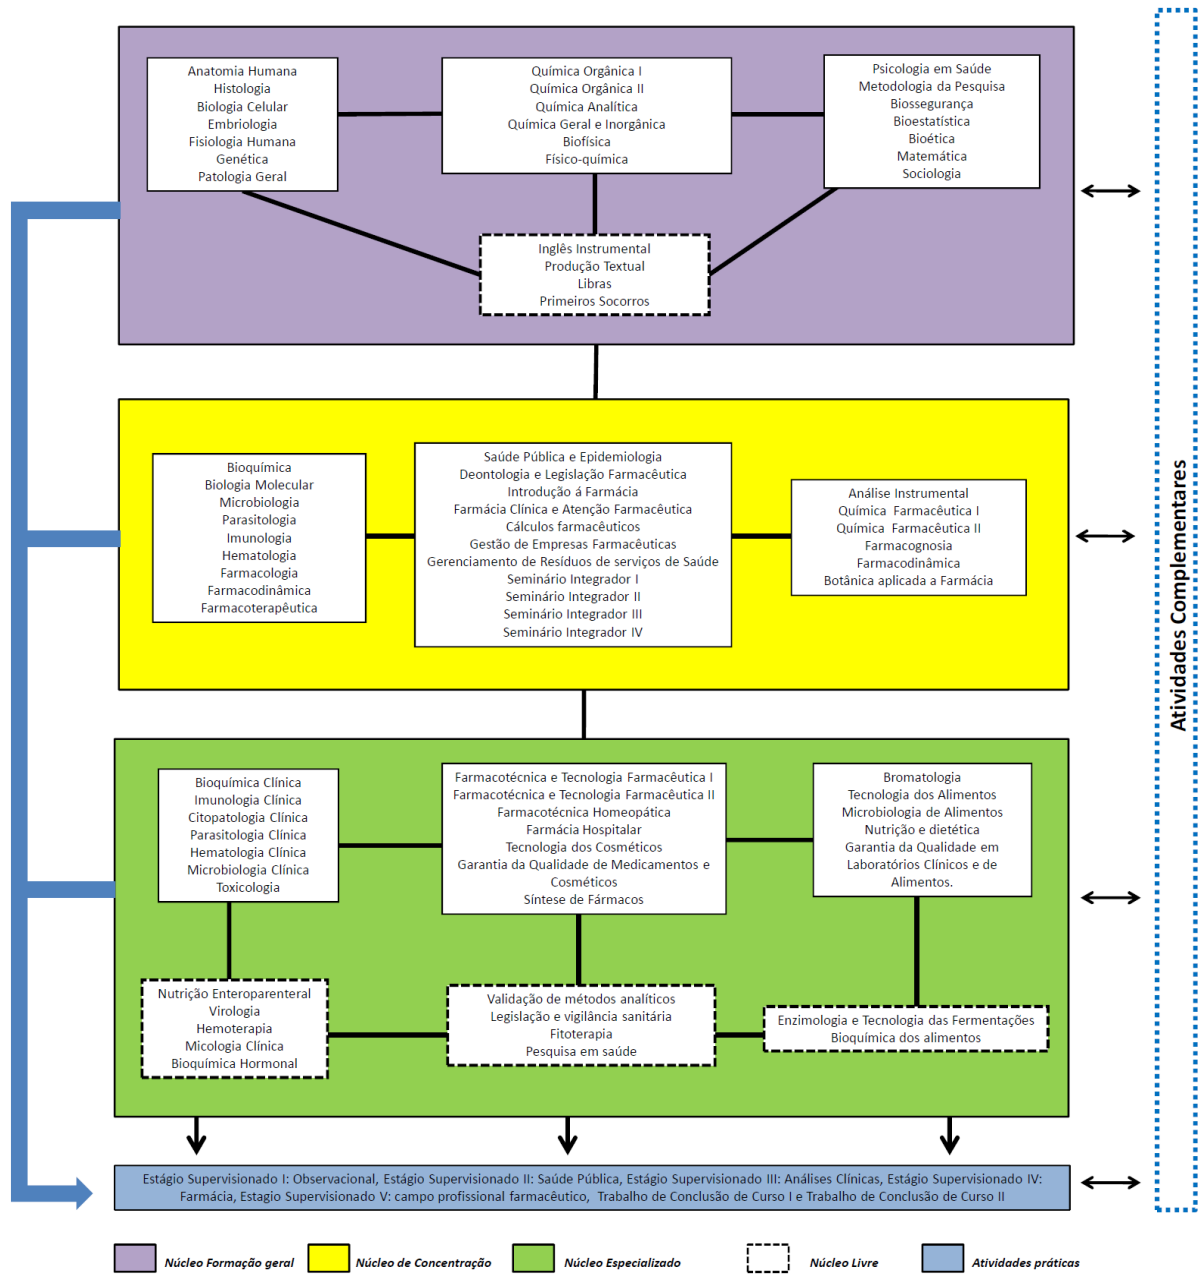 Anatomia Humana
Histologia
Biologia Celular
Embriologia
Fisiologia Humana
Genética
Patologia Geral
Química Orgânica I
Química Orgânica II
Química Analítica
Química Geral e Inorgânica
Biofísica
Físico-química
Psicologia em Saúde
Metodologia da Pesquisa
Biossegurança
Bioestatística
Bioética
Matemática
Sociologia
Inglês Instrumental
Produção Textual
Libras
Primeiros Socorros
Bioquímica
Biologia Molecular
Microbiologia
Parasitologia
Imunologia
Hematologia
Farmacologia
Farmacodinâmica
Farmacoterapêutica
Saúde Pública e Epidemiologia
Deontologia e Legislação Farmacêutica
Introdução á Farmácia
Farmácia Clínica e Atenção Farmacêutica
Cálculos farmacêuticos
Gestão de Empresas Farmacêuticas
Gerenciamento de Resíduos de serviços de Saúde
Seminário Integrador I
Seminário Integrador II
Seminário Integrador III
Seminário Integrador IV
Análise Instrumental
Química Farmacêutica I
Química Farmacêutica II
Farmacognosia
Farmacodinâmica
Botânica aplicada a Farmácia
Bioquímica Clínica
Imunologia Clínica
Citopatologia Clínica
Parasitologia Clínica
Hematologia Clínica
Microbiologia Clínica
Toxicologia
Farmacotécnica e Tecnologia Farmacêutica I
Farmacotécnica e Tecnologia Farmacêutica II
Farmacotécnica Homeopática
Farmácia Hospitalar
Tecnologia dos Cosméticos
Garantia da Qualidade de Medicamentos e
Cosméticos
Síntese de Fármacos
Bromatologia
Tecnologia dos Alimentos
Microbiologia de Alimentos
Nutrição e dietética
Garantia da Qualidade em
Laboratórios Clínicos e de
Alimentos.
Nutrição Enteroparenteral
Virologia
Hemoterapia
Micologia Clínica
Bioquímica Hormonal
Validação de métodos analíticos
Legislação e vigilância sanitária
Fitoterapia
Pesquisa em saúde
Enzimologia e Tecnologia das Fermentações
Bioquímica dos alimentos
Estágio Supervisionado I: Observacional, Estágio Supervisionado II: Saúde Pública, Estágio Supervisionado III: Análises Clínicas, Estágio Supervisionado IV:
Farmácia, Estagio Supervisionado V: campo profissional farmacêutico, Trabalho de Conclusão de Curso I e Trabalho de Conclusão de Curso II
Atividades Complementares
Núcleo Formação geral
Núcleo de Concentração
Núcleo Especializado
Núcleo Livre
Atividades práticas